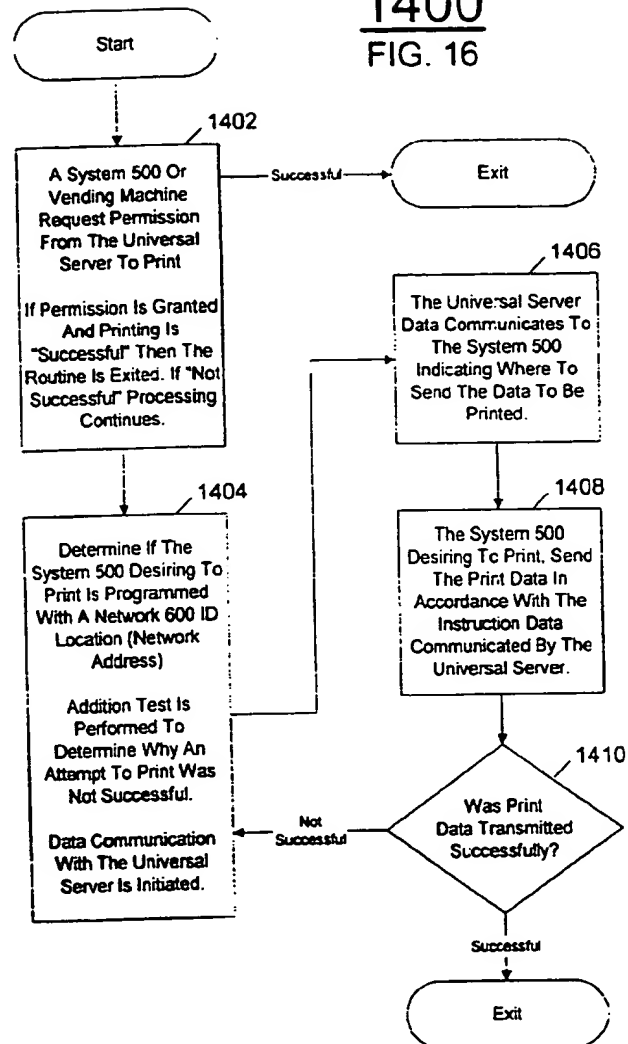 1400
FIG. 16
Start
1402
A System 500 Or
Vending Machine
Request Permission
From The Universal
Server To Print
If Permission Is Granted
And Printing Is
"Successful" Then The
Routine Is Exited. If "Not
Successful" Processing
Continues.
Successful
Exit
1404
Determine If The
System 500 Desiring To
Print Is Programmed
With A Network 600 ID
Location (Network
Address)
Addition Test Is
Performed To
Determine Why An
Attempt To Print Was
Not Successful.
Data Communication
With The Universal
Server Is Initiated.
1406
The Universal Server
Data Communicates To
The System 500
Indicating Where To
Send The Data To Be
Printed.
1408
The System 500
Desiring To Print, Send
The Print Data In
Accordance With The
Instruction Data
Communicated By The
Universal Server.
1410
Was Print
Data Transmitted
Successfully?
Not
Successful
Successful
Exit